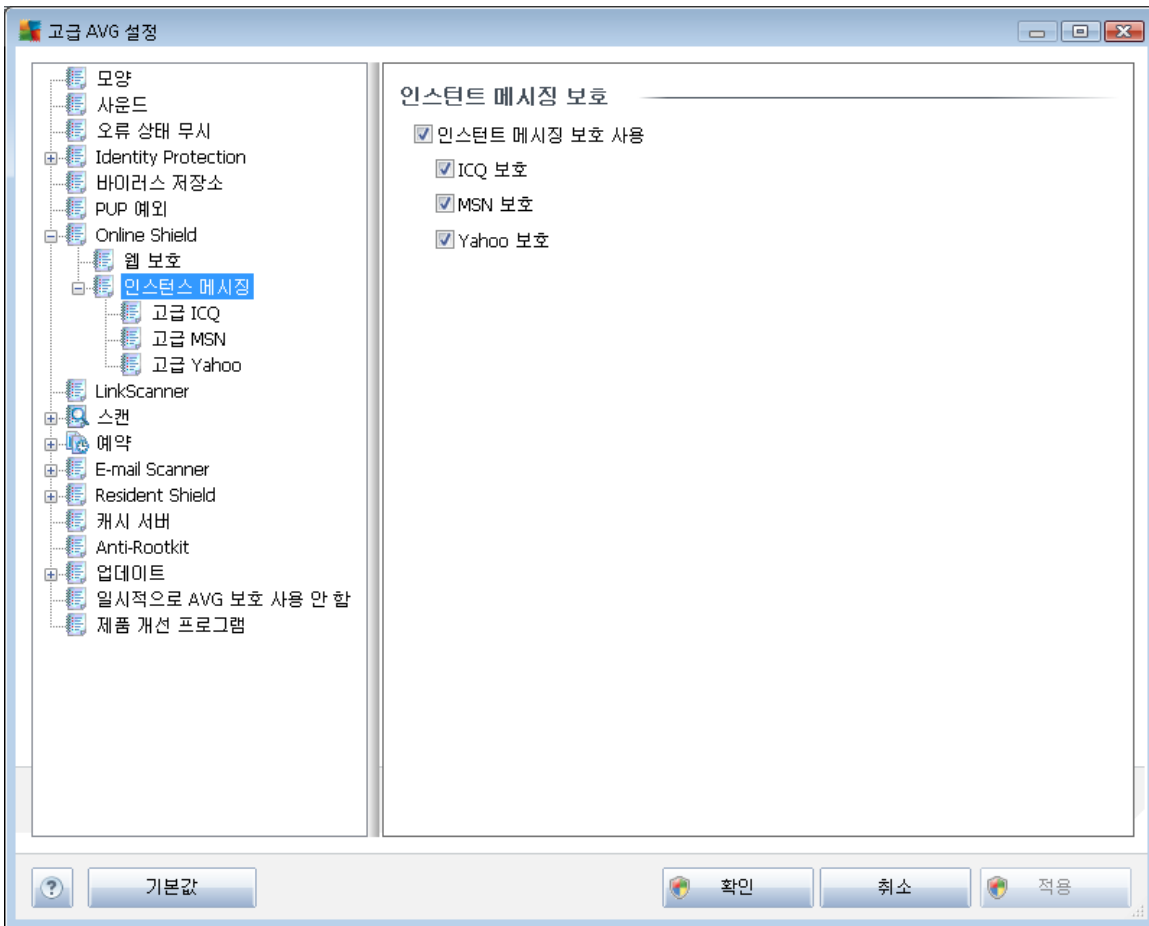 고급 AVG 설정
모양
사운드
오류 상태 무시
Identity Protection
바이러스 저장소
PUP 예외
Online Shield
웹 보호
인스턴스 메시징
고급 ICQ
고급 MSN
고급 Yahoo
LinkScanner
스캔
예약
E-mail Scanner
Resident Shield
캐시 서버
Anti-Rootkit
업데이트
일시적으로 AVG 보호 사용 안 함
제품 개선 프로그램
인스턴트 메시징 보호
인스턴트 메시징 보호 사용
ICQ 보호
MSN 보호
Yahoo 보호
?
기본값
확인
취소
적용